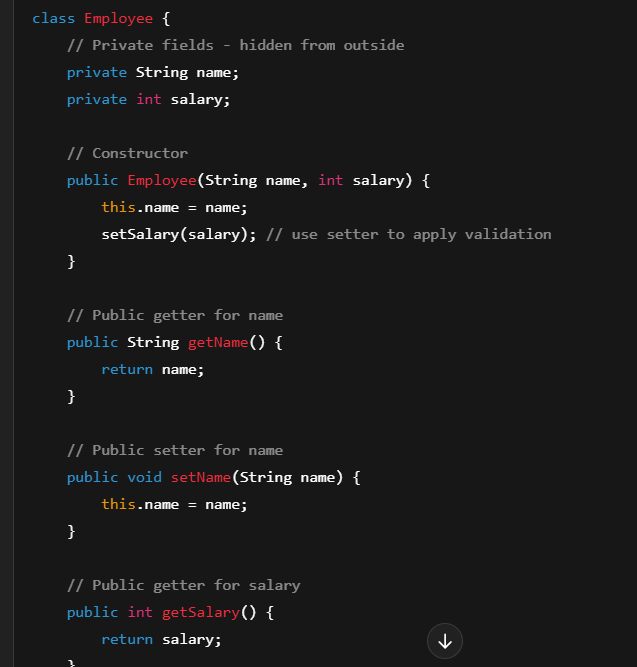 class Employee {
    // Private fields - hidden from outside
    private String name;
    private int salary;

    // Constructor
    public Employee(String name, int salary) {
        this.name = name;
        setSalary(salary); // use setter to apply validation
    }

    // Public getter for name
    public String getName() {
        return name;
    }

    // Public setter for name
    public void setName(String name) {
        this.name = name;
    }

    // Public getter for salary
    public int getSalary() {
        return salary;
    }